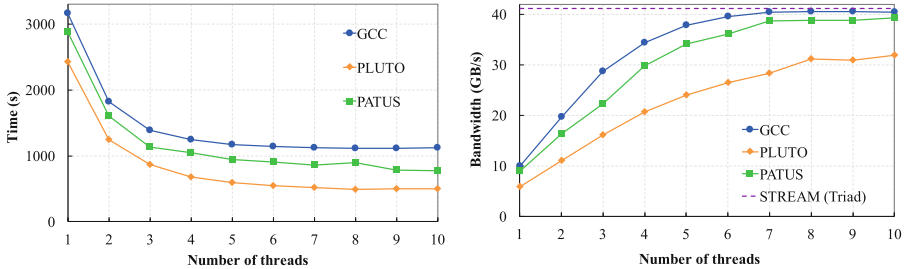 3000
2000
1000
0
Time (s)
GCC
PLUTO
PATUS
1 2 3 4 5 6 7 8 9 10
Number of threads
40
30
20
10
0
Bandwidth (GB/s)
GCC
PLUTO
PATUS
STREAM (Triad)
1 2 3 4 5 6 7 8 9 10
Number of threads